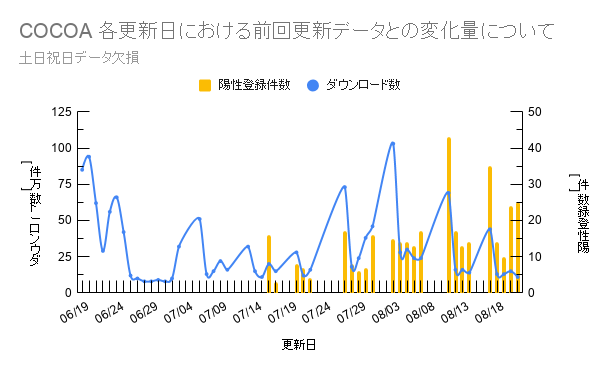 COCOA 各更新日における前回更新データとの変化量について
土日祝日データ欠損
陽性登録件数 ダウンロード数
125
100
75
50
25
0
50
40
30
20
10
0
ダウンロード数[万件]
陽性登録数[件]
06/19 06/24 06/29 07/04 07/09 07/14 07/19 07/24 07/29 08/03 08/08 08/13 08/18
更新日